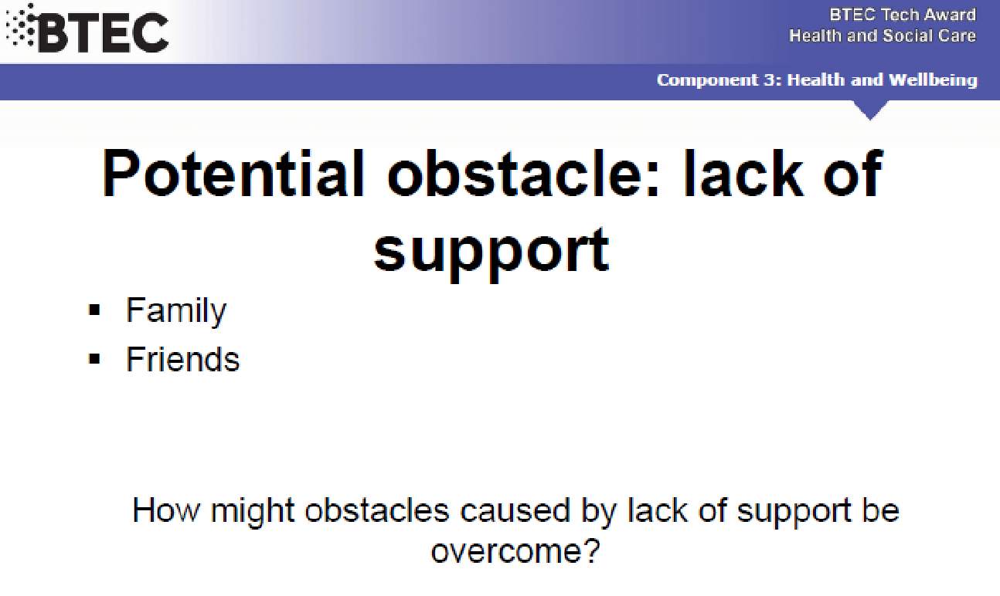 BTEC
BTEC Tech Award
Health and Social Care
Component 3: Health and Wellbeing
Potential obstacle: lack of
support
▪ Family
▪ Friends
How might obstacles caused by lack of support be
overcome?